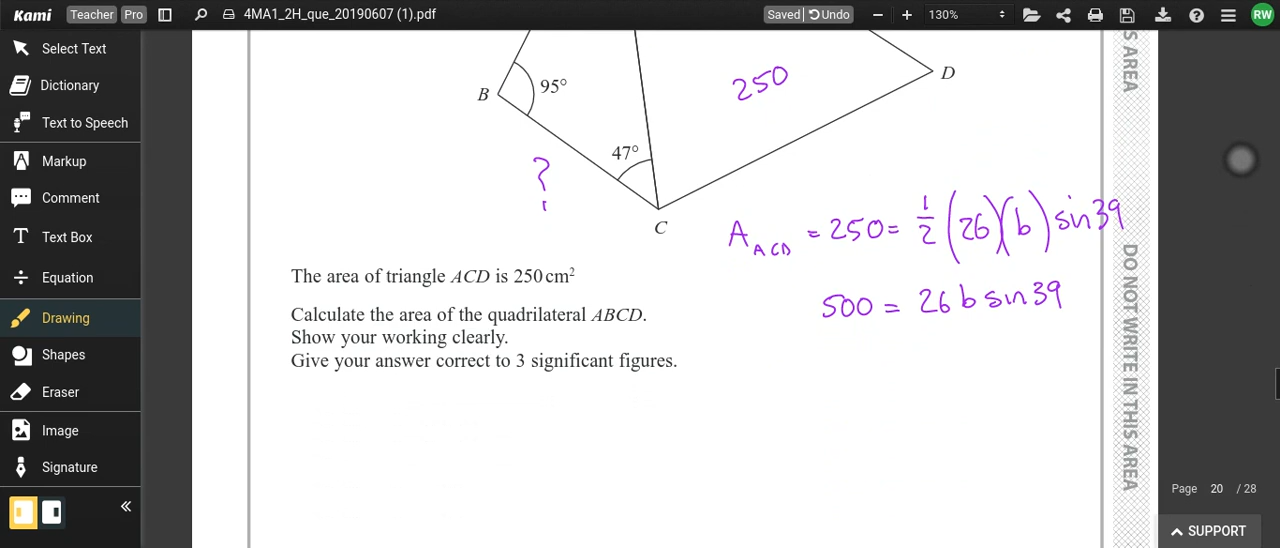 Kami Teacher Pro 4MA1_2H_que_20190607 (1).pdf Saved Undo − + 130% RW
Select Text
Dictionary
Text to Speech
Markup
Comment
Text Box
Equation
Drawing
Shapes
Eraser
Image
Signature
B 95° 250 D
47°
?
C
A ACD = 250 = 1/2 (26)(b) sin39
500 = 26 b sin 39
The area of triangle ACD is 250 cm²
Calculate the area of the quadrilateral ABCD.
Show your working clearly.
Give your answer correct to 3 significant figures.
S AREA
DO NOT WRITE IN THIS AREA
Page 20 / 28
SUPPORT